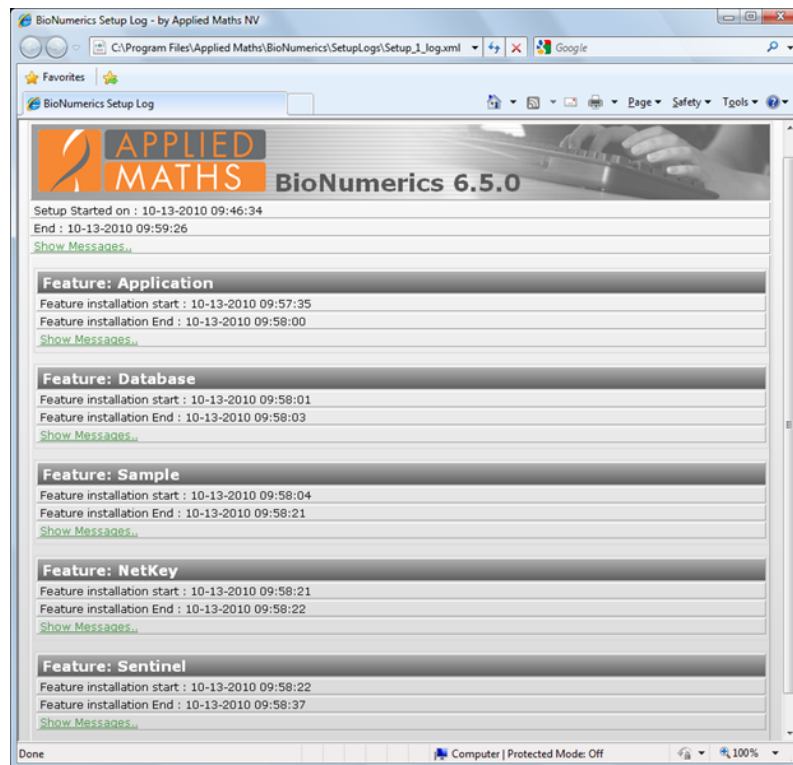 BioNumerics Setup Log - by Applied Maths NV
C:\Program Files\Applied Maths\BioNumerics\SetupLogs\Setup_1_log.xml Google
Favorites
BioNumerics Setup Log Page Safety Tools
APPLIED
MATHS BioNumerics 6.5.0
Setup Started on : 10-13-2010 09:46:34
End : 10-13-2010 09:59:26
Show Messages..
Feature: Application
Feature installation start : 10-13-2010 09:57:35
Feature installation End : 10-13-2010 09:58:00
Show Messages..
Feature: Database
Feature installation start : 10-13-2010 09:58:01
Feature installation End : 10-13-2010 09:58:03
Show Messages..
Feature: Sample
Feature installation start : 10-13-2010 09:58:04
Feature installation End : 10-13-2010 09:58:21
Show Messages..
Feature: NetKey
Feature installation start : 10-13-2010 09:58:21
Feature installation End : 10-13-2010 09:58:22
Show Messages..
Feature: Sentinel
Feature installation start : 10-13-2010 09:58:22
Feature installation End : 10-13-2010 09:58:37
Show Messages..
Done Computer | Protected Mode: Off 100%